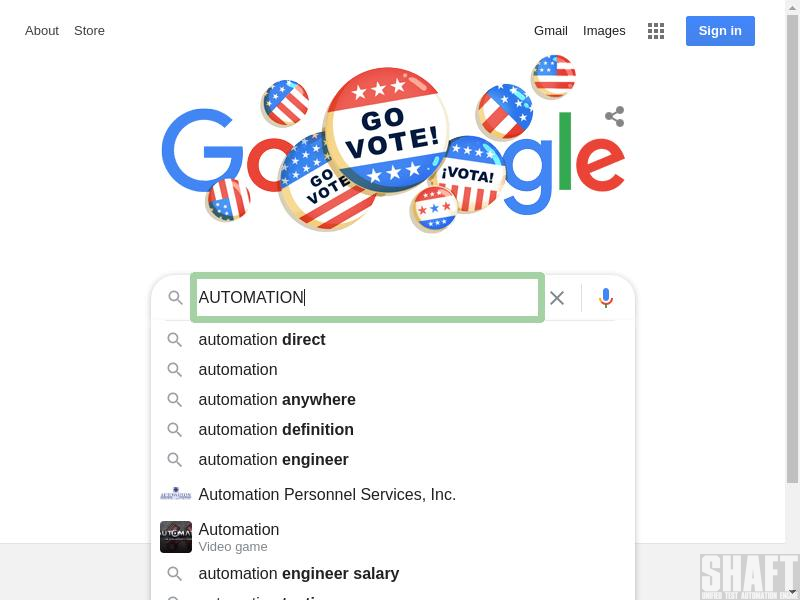 About Store Gmail Images Sign in
GO VOTE!
GO VOTE
¡VOTA!
Google
AUTOMATION
automation direct
automation
automation anywhere
automation definition
automation engineer
Automation Personnel Services, Inc.
Automation
Video game
automation engineer salary
SHAFT